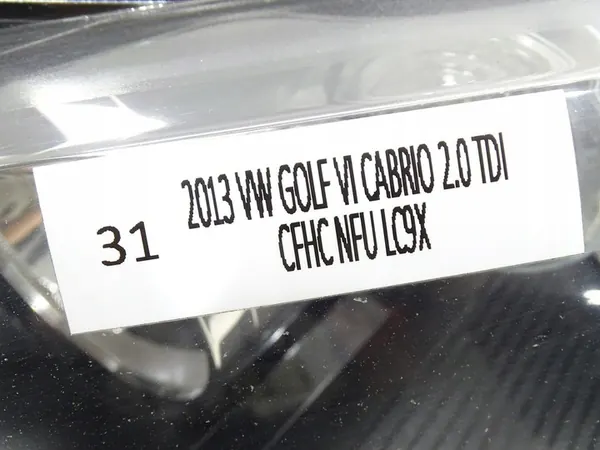 2013 VW GOLF VI CABRIO 2.0 TDI
31 CFHC NFU LC9X